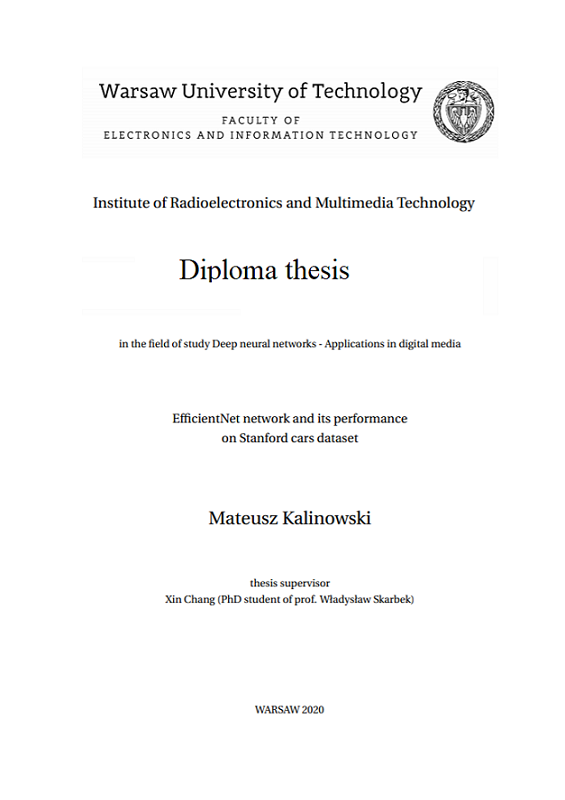 Warsaw University of Technology
FACULTY OF
ELECTRONICS AND INFORMATION TECHNOLOGY
Institute of Radioelectronics and Multimedia Technology
Diploma thesis
in the field of study Deep neural networks - Applications in digital media
EfficientNet network and its performance
on Stanford cars dataset
Mateusz Kalinowski
thesis supervisor
Xin Chang (PhD student of prof. Władysław Skarbek)
WARSAW 2020